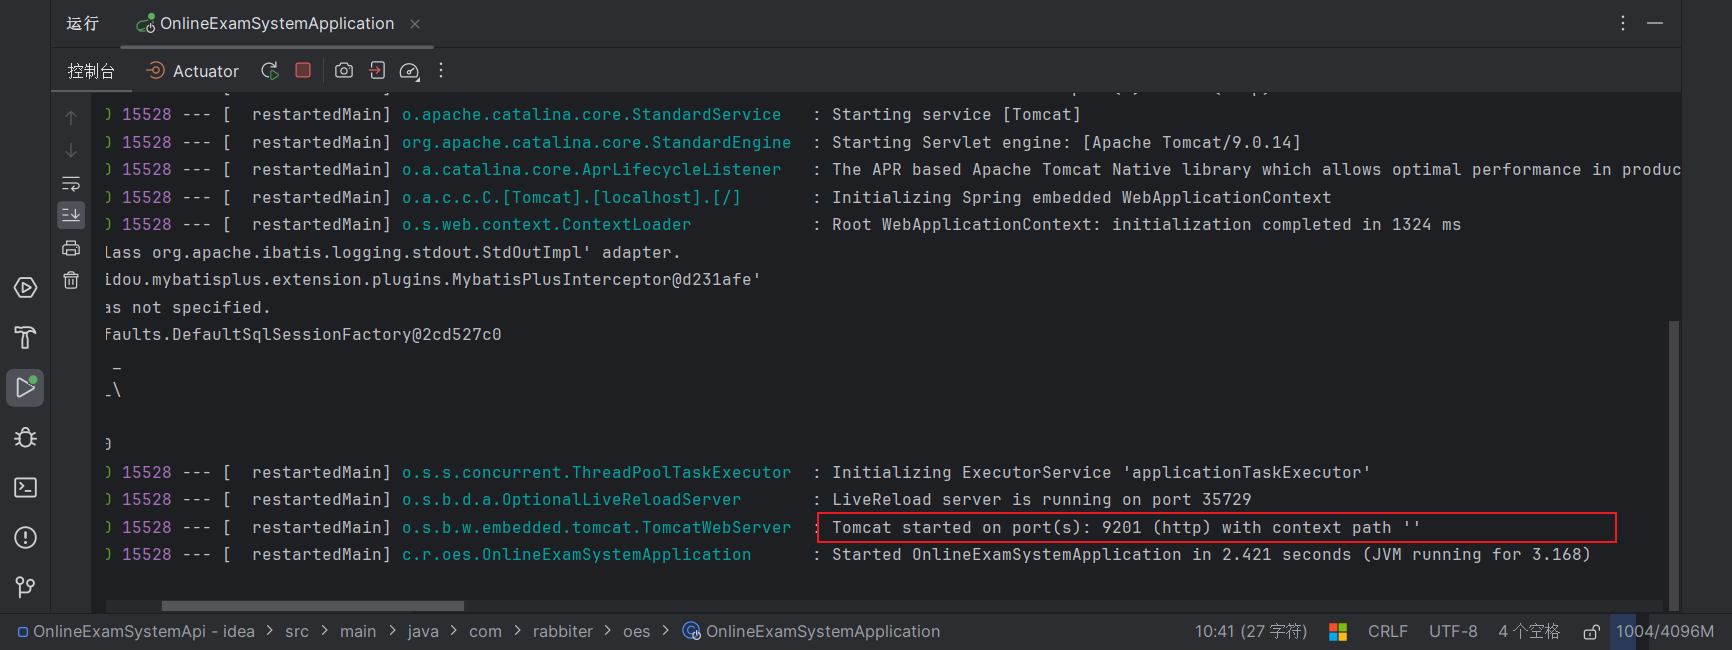 运行 OnlineExamSystemApplication
控制台 Actuator
15528 --- [  restartedMain] o.apache.catalina.core.StandardService   : Starting service [Tomcat]
15528 --- [  restartedMain] org.apache.catalina.core.StandardEngine  : Starting Servlet engine: [Apache Tomcat/9.0.14]
15528 --- [  restartedMain] o.a.catalina.core.AprLifecycleListener   : The APR based Apache Tomcat Native library which allows optimal performance in produc
15528 --- [  restartedMain] o.a.c.c.C.[Tomcat].[localhost].[/]       : Initializing Spring embedded WebApplicationContext
15528 --- [  restartedMain] o.s.web.context.ContextLoader            : Root WebApplicationContext: initialization completed in 1324 ms
lass org.apache.ibatis.logging.stdout.StdOutImpl' adapter.
idou.mybatisplus.extension.plugins.MybatisPlusInterceptor@d231afe'
as not specified.
faults.DefaultSqlSessionFactory@2cd527c0
_
_\
0
15528 --- [  restartedMain] o.s.s.concurrent.ThreadPoolTaskExecutor  : Initializing ExecutorService 'applicationTaskExecutor'
15528 --- [  restartedMain] o.s.b.d.a.OptionalLiveReloadServer       : LiveReload server is running on port 35729
15528 --- [  restartedMain] o.s.b.w.embedded.tomcat.TomcatWebServer  : Tomcat started on port(s): 9201 (http) with context path ''
15528 --- [  restartedMain] c.r.oes.OnlineExamSystemApplication      : Started OnlineExamSystemApplication in 2.421 seconds (JVM running for 3.168)
OnlineExamSystemApi - idea > src > main > java > com > rabbiter > oes > OnlineExamSystemApplication 10:41 (27 字符) CRLF UTF-8 4 个空格 1004/4096M